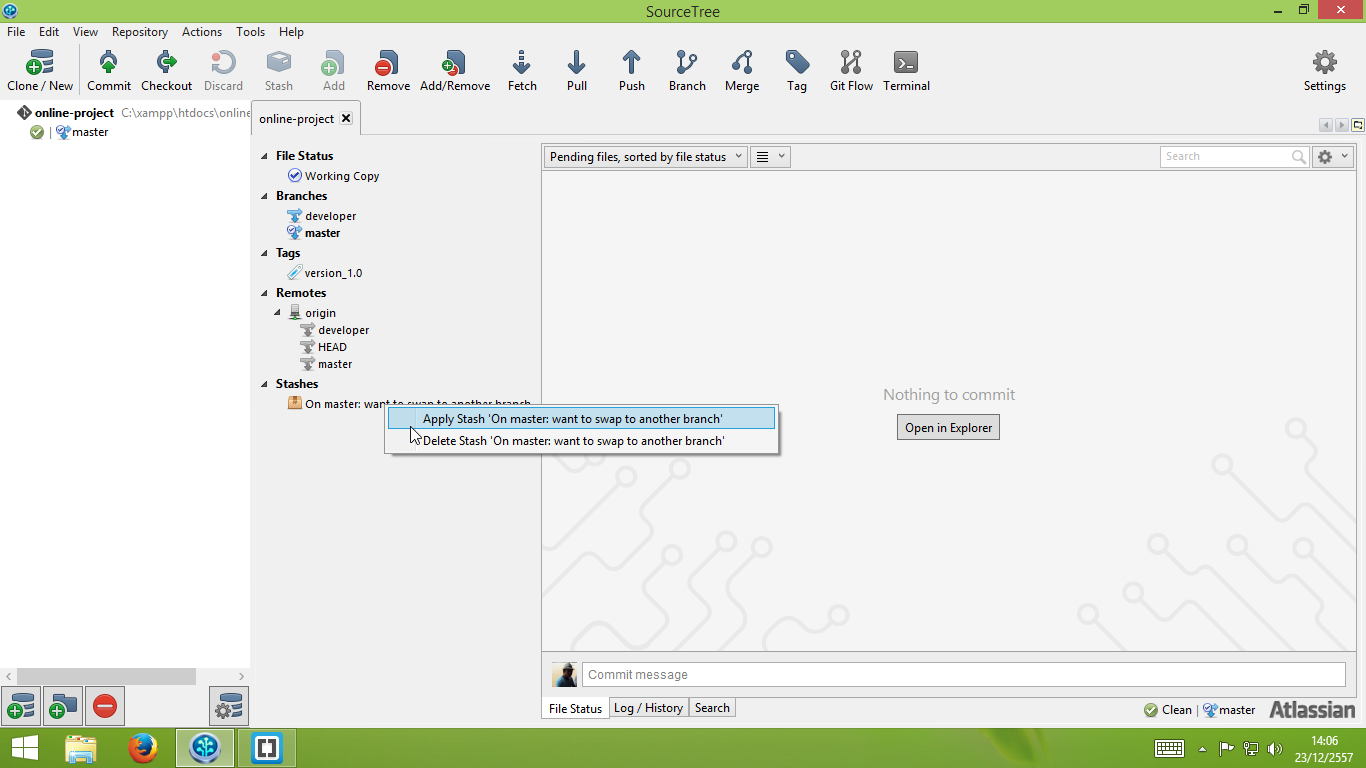 SourceTree
File Edit View Repository Actions Tools Help
Clone / New Commit Checkout Discard Stash Add Remove Add/Remove Fetch Pull Push Branch Merge Tag Git Flow Terminal Settings
online-project C:\xampp\htdocs\online
master
online-project
File Status
Working Copy
Branches
developer
master
Tags
version_1.0
Remotes
origin
developer
HEAD
master
Stashes
On master: want to swap to another branch
Apply Stash 'On master: want to swap to another branch'
Delete Stash 'On master: want to swap to another branch'
Pending files, sorted by file status
Search
Nothing to commit
Open in Explorer
Commit message
File Status Log / History Search
Clean master Atlassian
14:06
23/12/2557